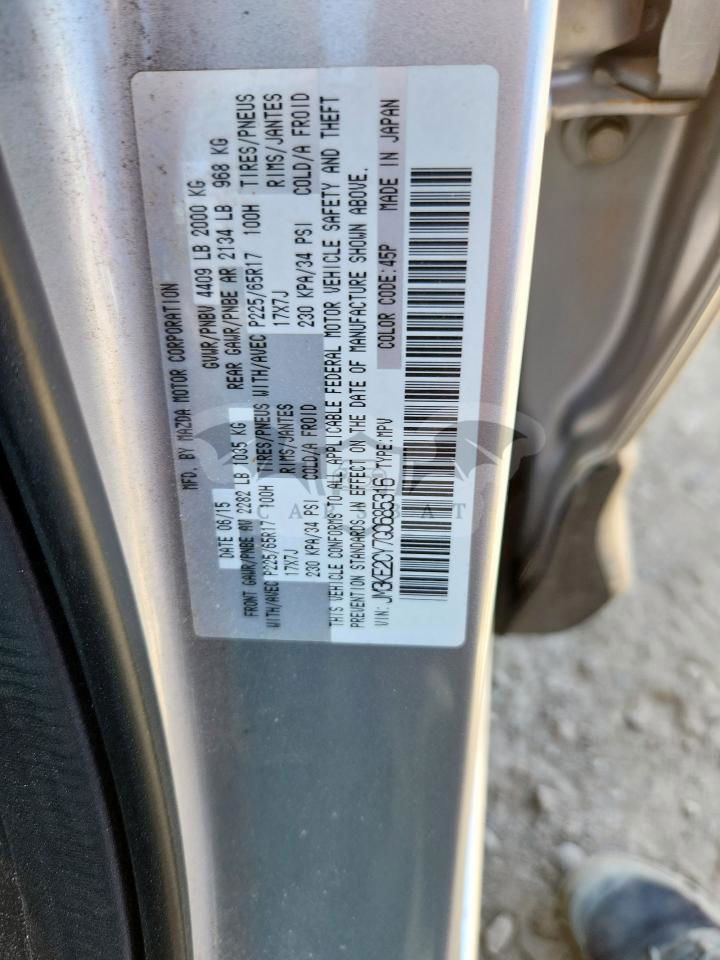 MFD. BY MAZDA MOTOR CORPORATION
DATE 06/15 GVWR/PNBV 4409 LB 2000 KG
FRONT GAWR/PNBE AV 2282 LB 1035 KG REAR GAWR/PNBE AR 2134 LB 968 KG
WITH/AVEC P225/65R17 100H TIRES/PNEUS WITH/AVEC P225/65R17 100H TIRES/PNEUS
17X7J RIMS/JANTES 17X7J RIMS/JANTES
230 KPA/34 PSI COLD/A FROID 230 KPA/34 PSI COLD/A FROID
THIS VEHICLE CONFORMS TO ALL APPLICABLE FEDERAL MOTOR VEHICLE SAFETY AND THEFT
PREVENTION STANDARDS IN EFFECT ON THE DATE OF MANUFACTURE SHOWN ABOVE.
VIN: JM3KE2CY7G0685316 TYPE:MPV COLOR CODE:45P MADE IN JAPAN